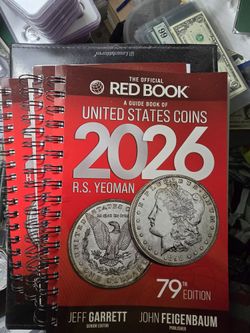 THE OFFICIAL
RED BOOK
A GUIDE BOOK OF
UNITED STATES COINS
2026
R.S. YEOMAN
79TH EDITION
JEFF GARRETT
SENIOR EDITOR
JOHN FEIGENBAUM
PUBLISHER